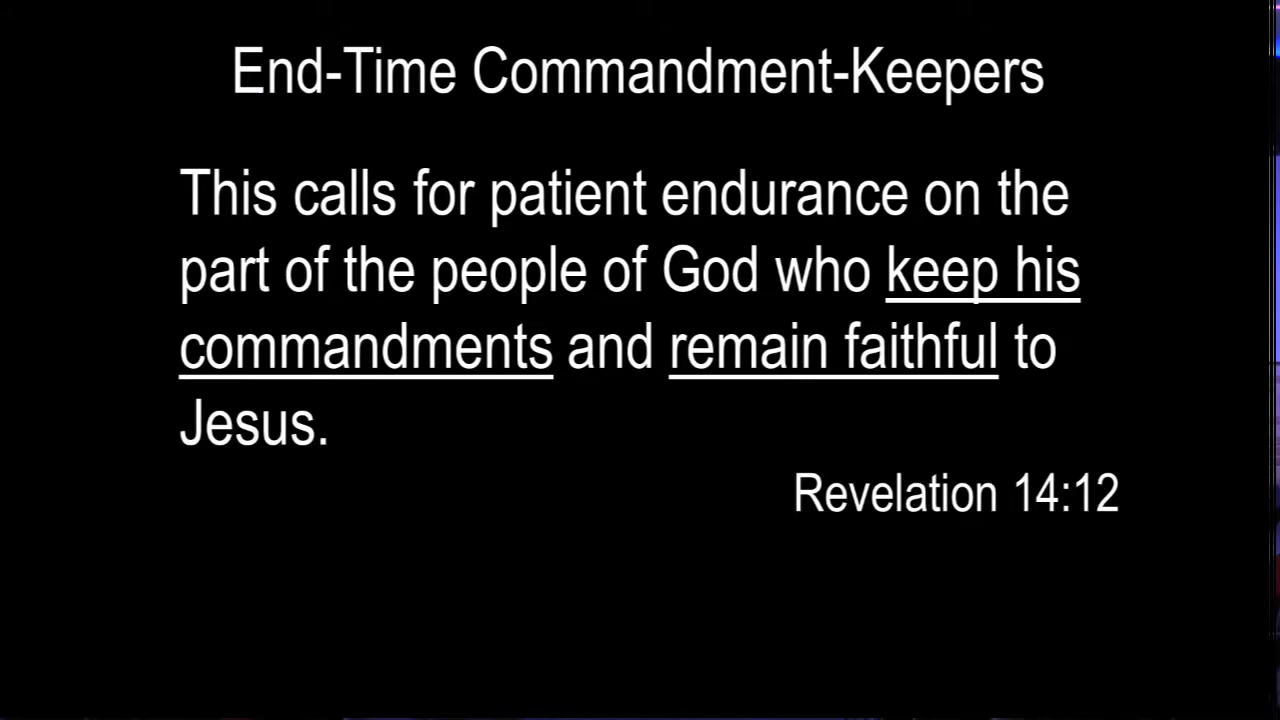 End-Time Commandment-Keepers
This calls for patient endurance on the
part of the people of God who keep his
commandments and remain faithful to
Jesus.
Revelation 14:12